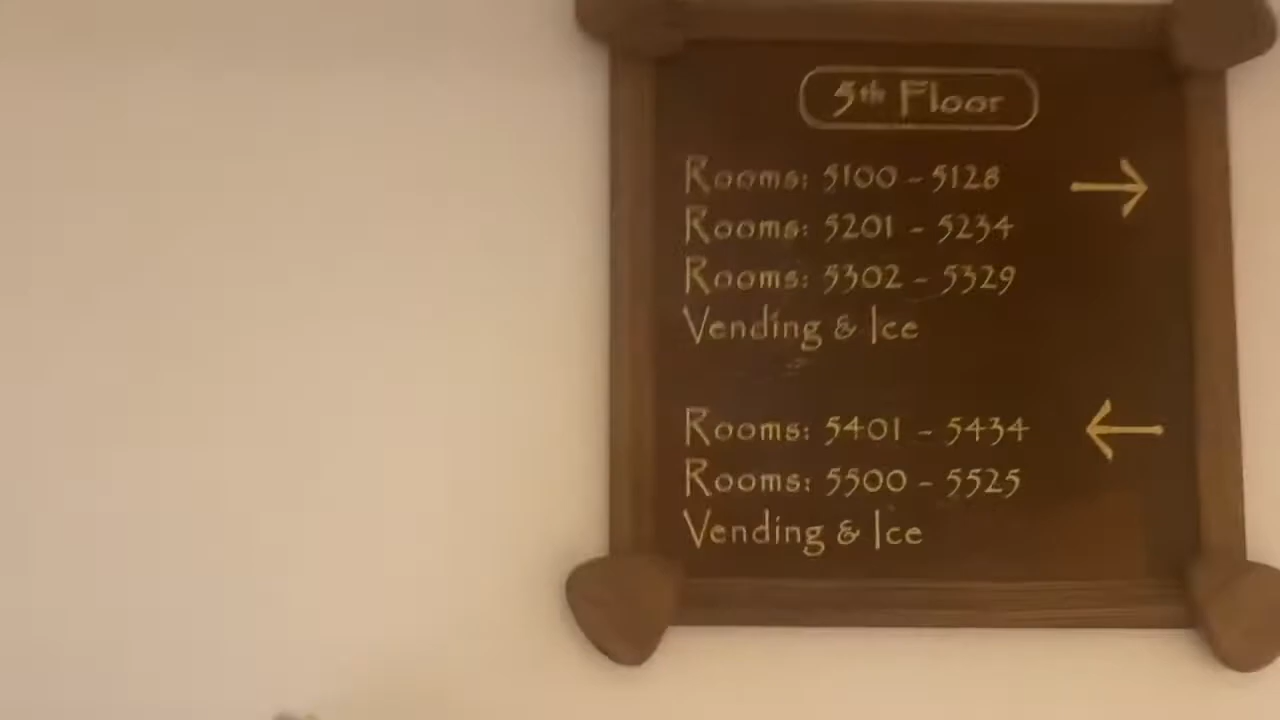 5th Floor
Rooms: 5100 - 5128 →
Rooms: 5201 - 5234
Rooms: 5302 - 5329
Vending & Ice
Rooms: 5401 - 5434 ←
Rooms: 5500 - 5525
Vending & Ice